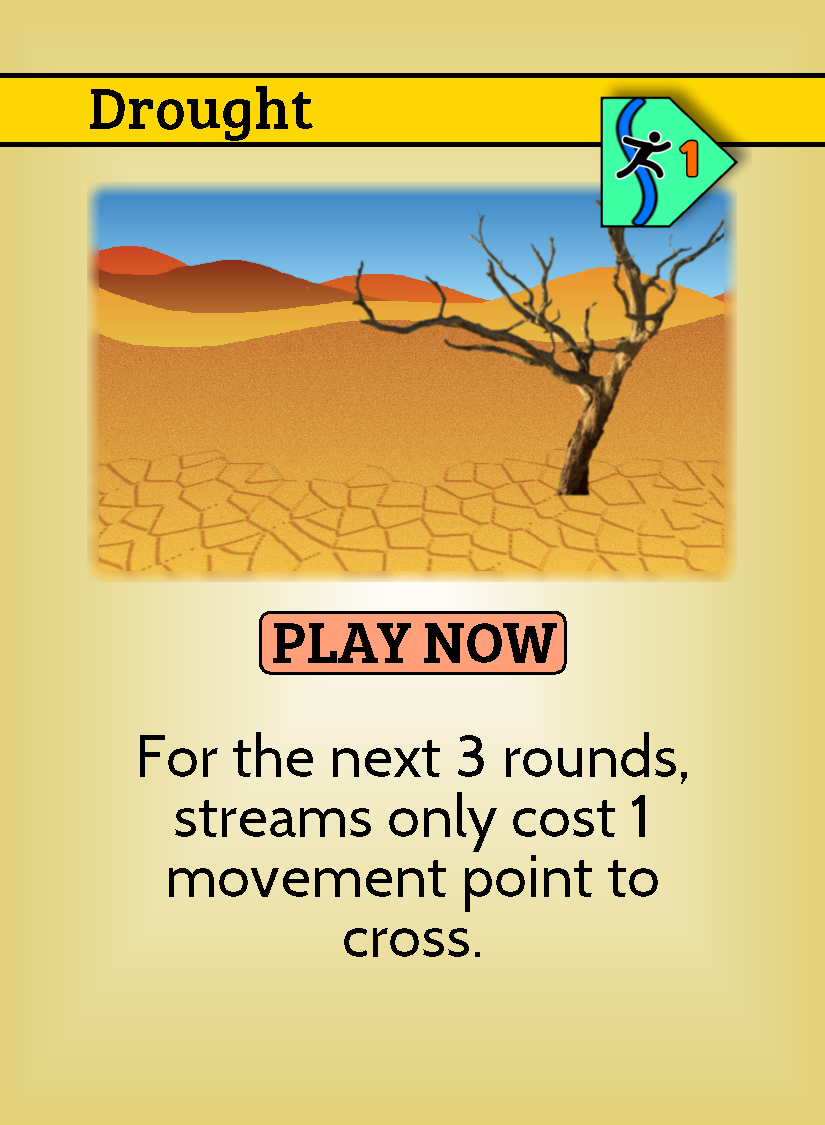 Drought
1
PLAY NOW
For the next 3 rounds,
streams only cost 1
movement point to
cross.